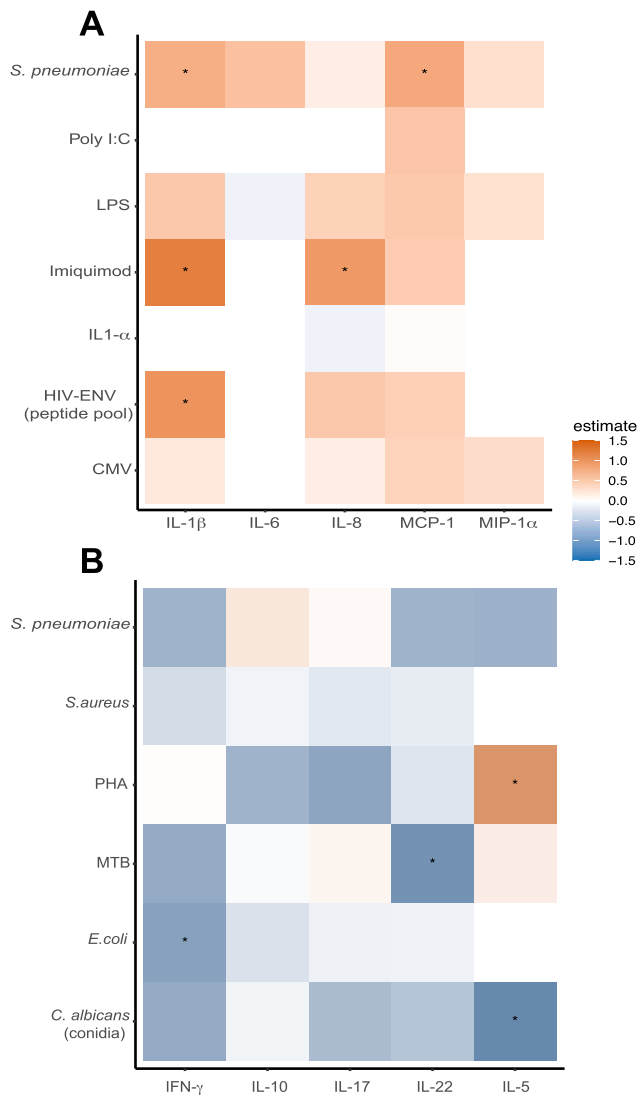 A
S. pneumoniae
*
*
Poly I:C
LPS
Imiquimod
*
*
IL1-α
HIV-ENV
(peptide pool)
*
CMV
IL-1β IL-6 IL-8 MCP-1 MIP-1α
estimate
1.5
1.0
0.5
0.0
−0.5
−1.0
−1.5
B
S. pneumoniae
S.aureus
PHA
*
MTB
*
E.coli
*
C. albicans
(conidia)
*
IFN-γ IL-10 IL-17 IL-22 IL-5